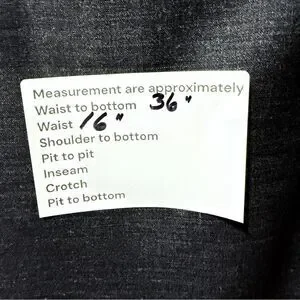 Measurement are approximately
Waist to bottom 36"
Waist 16"
Shoulder to bottom
Pit to pit
Inseam
Crotch
Pit to bottom